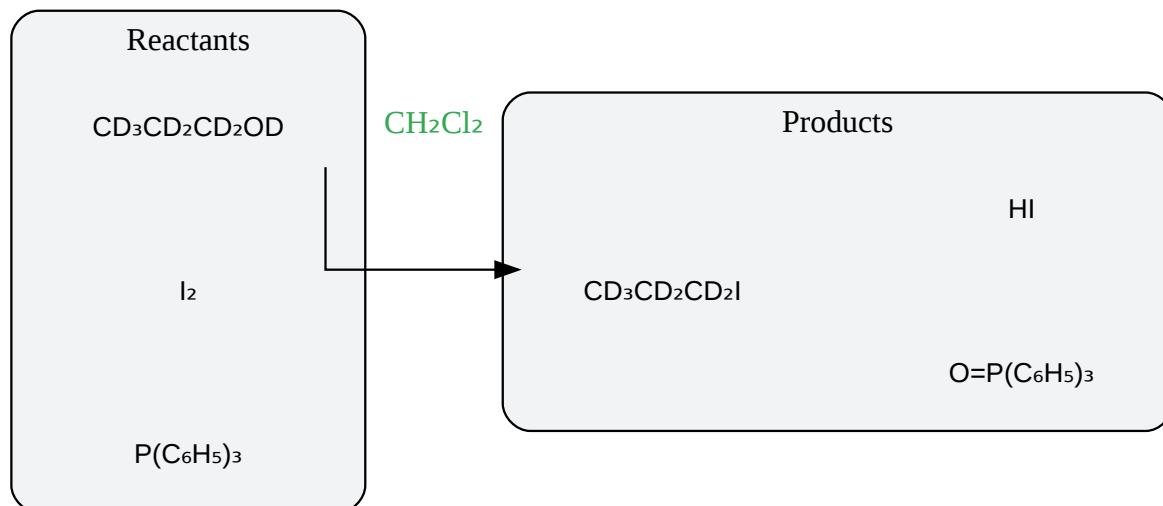 Reactants
CD₃CD₂CD₂OD
I₂
P(C₆H₅)₃
CH₂Cl₂
Products
HI
CD₃CD₂CD₂I
O=P(C₆H₅)₃